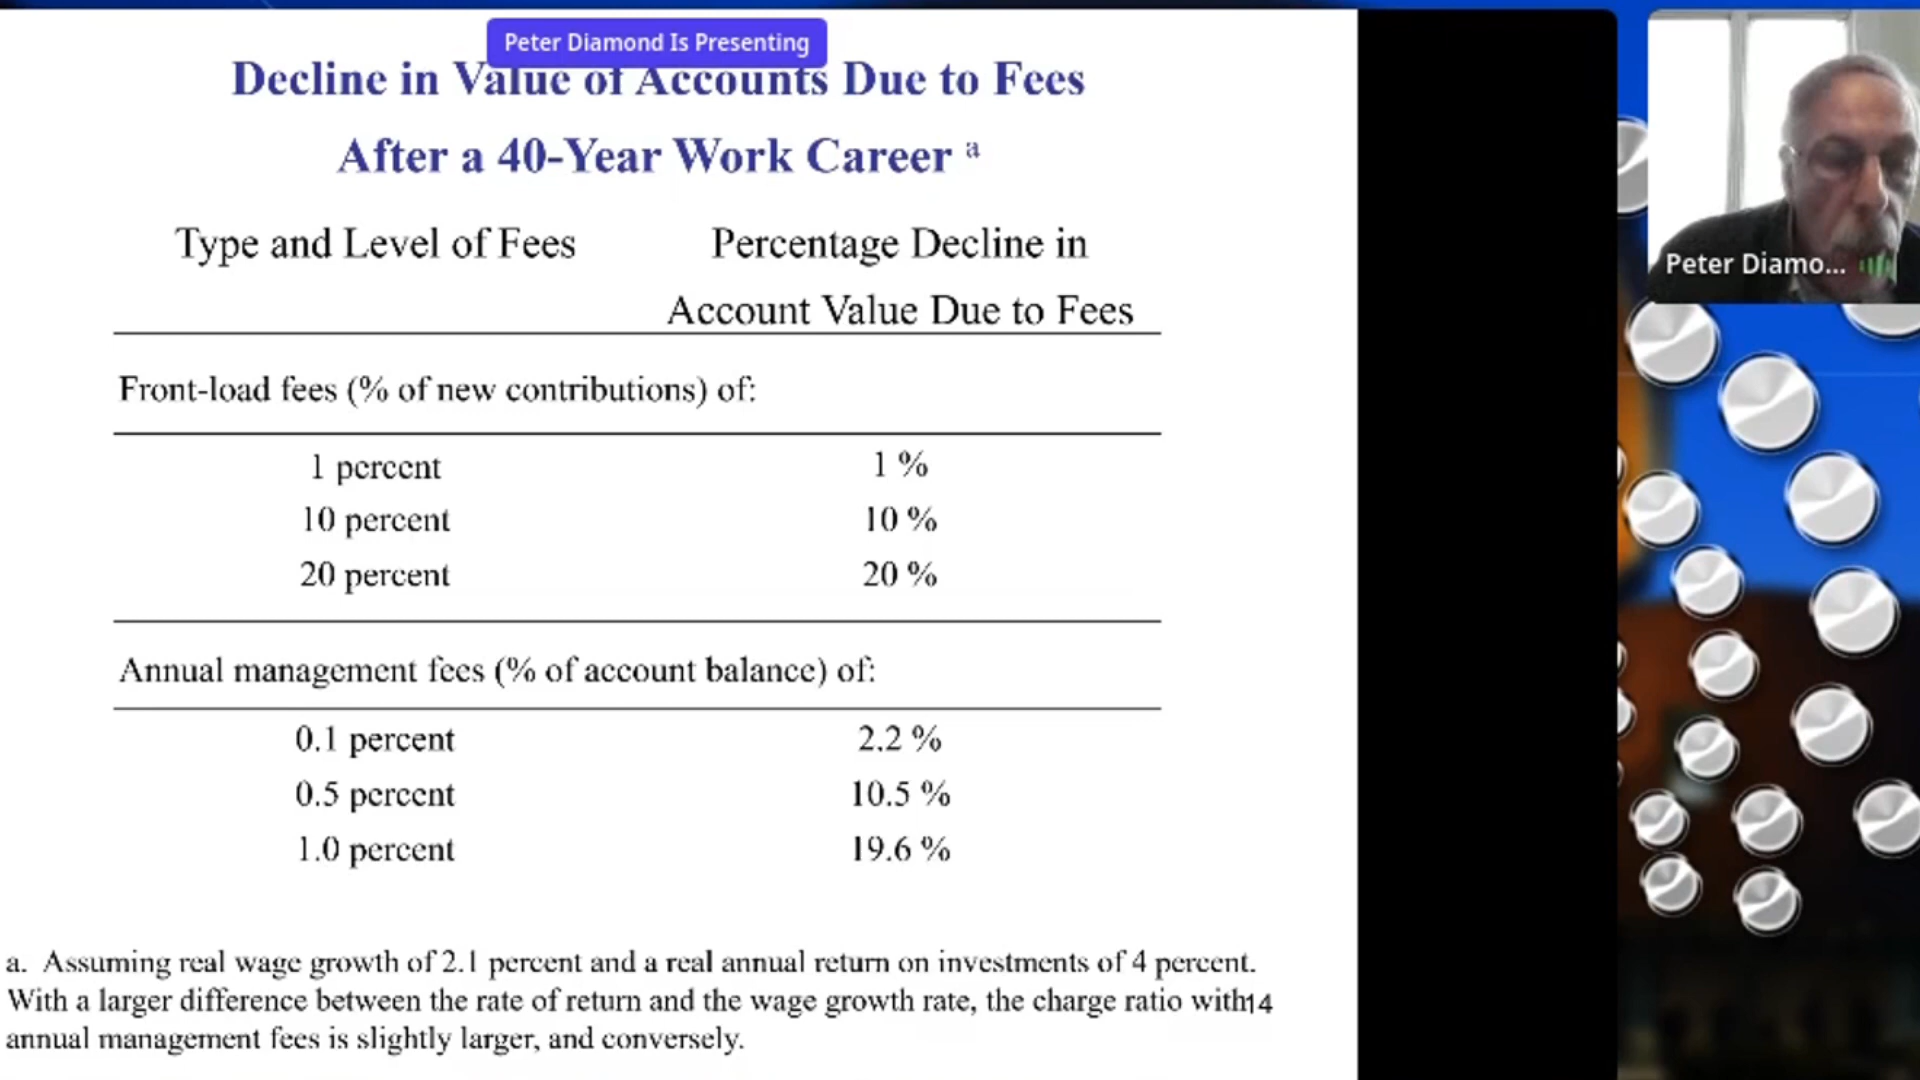 Peter Diamond Is Presenting
Decline in Value of Accounts Due to Fees
After a 40-Year Work Career a
Type and Level of Fees Percentage Decline in
Account Value Due to Fees
Front-load fees (% of new contributions) of:
1 percent 1 %
10 percent 10 %
20 percent 20 %
Annual management fees (% of account balance) of:
0.1 percent 2.2 %
0.5 percent 10.5 %
1.0 percent 19.6 %
a. Assuming real wage growth of 2.1 percent and a real annual return on investments of 4 percent.
With a larger difference between the rate of return and the wage growth rate, the charge ratio with
14
annual management fees is slightly larger, and conversely.
Peter Diamo...